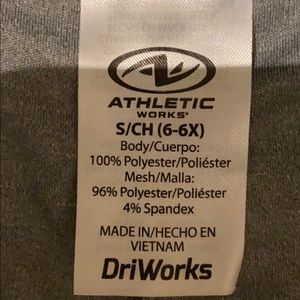 ATHLETIC
WORKS®
S/CH (6-6X)
Body/Cuerpo:
100% Polyester/Poliéster
Mesh/Malla:
96% Polyester/Poliéster
4% Spandex
MADE IN/HECHO EN
VIETNAM
DriWorks